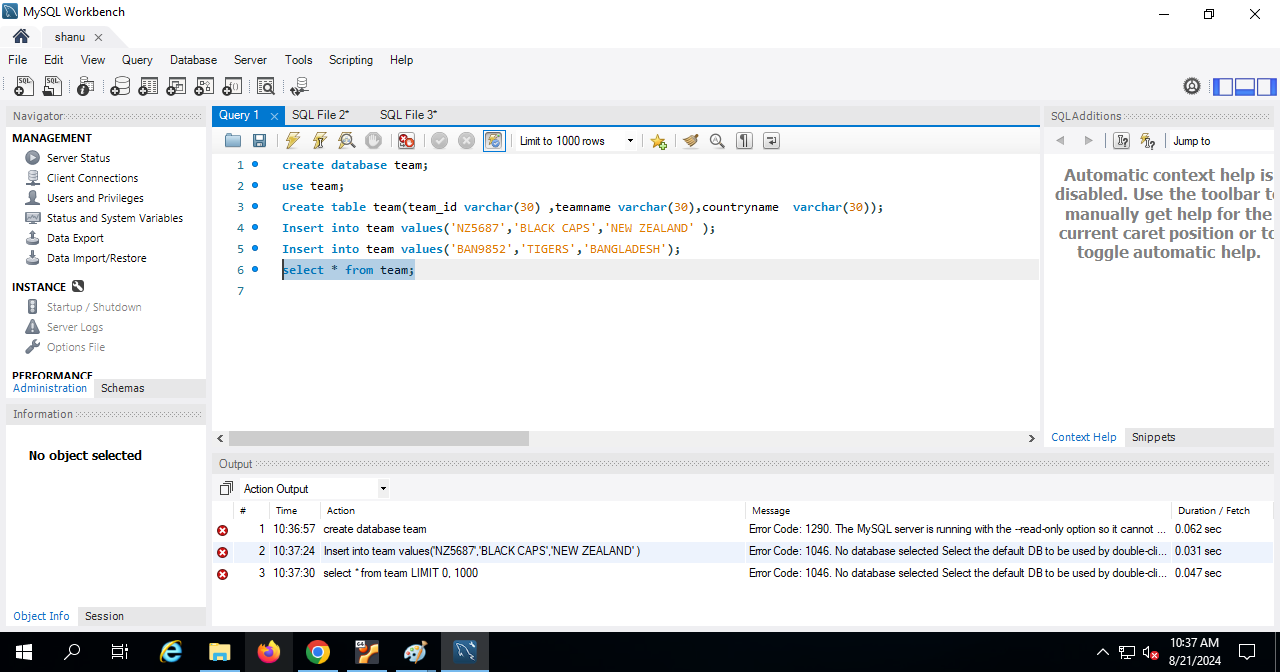 MySQL Workbench
shanu
File Edit View Query Database Server Tools Scripting Help
Navigator
MANAGEMENT
Server Status
Client Connections
Users and Privileges
Status and System Variables
Data Export
Data Import/Restore
INSTANCE
Startup / Shutdown
Server Logs
Options File
PERFORMANCE
Administration Schemas
Information
No object selected
Object Info Session
Query 1 SQL File 2* SQL File 3*
Limit to 1000 rows
1 create database team;
2 use team;
3 Create table team(team_id varchar(30) ,teamname varchar(30),countryname  varchar(30));
4 Insert into team values('NZ5687','BLACK CAPS','NEW ZEALAND' );
5 Insert into team values('BAN9852','TIGERS','BANGLADESH');
6 select * from team;
7
SQLAdditions
Jump to
Automatic context help is
disabled. Use the toolbar to
manually get help for the
current caret position or to
toggle automatic help.
Context Help Snippets
Output
Action Output
# Time Action Message Duration / Fetch
1 10:36:57 create database team Error Code: 1290. The MySQL server is running with the --read-only option so it cannot ... 0.062 sec
2 10:37:24 Insert into team values('NZ5687','BLACK CAPS','NEW ZEALAND' ) Error Code: 1046. No database selected Select the default DB to be used by double-cli... 0.031 sec
3 10:37:30 select * from team LIMIT 0, 1000 Error Code: 1046. No database selected Select the default DB to be used by double-cli... 0.047 sec
10:37 AM
8/21/2024